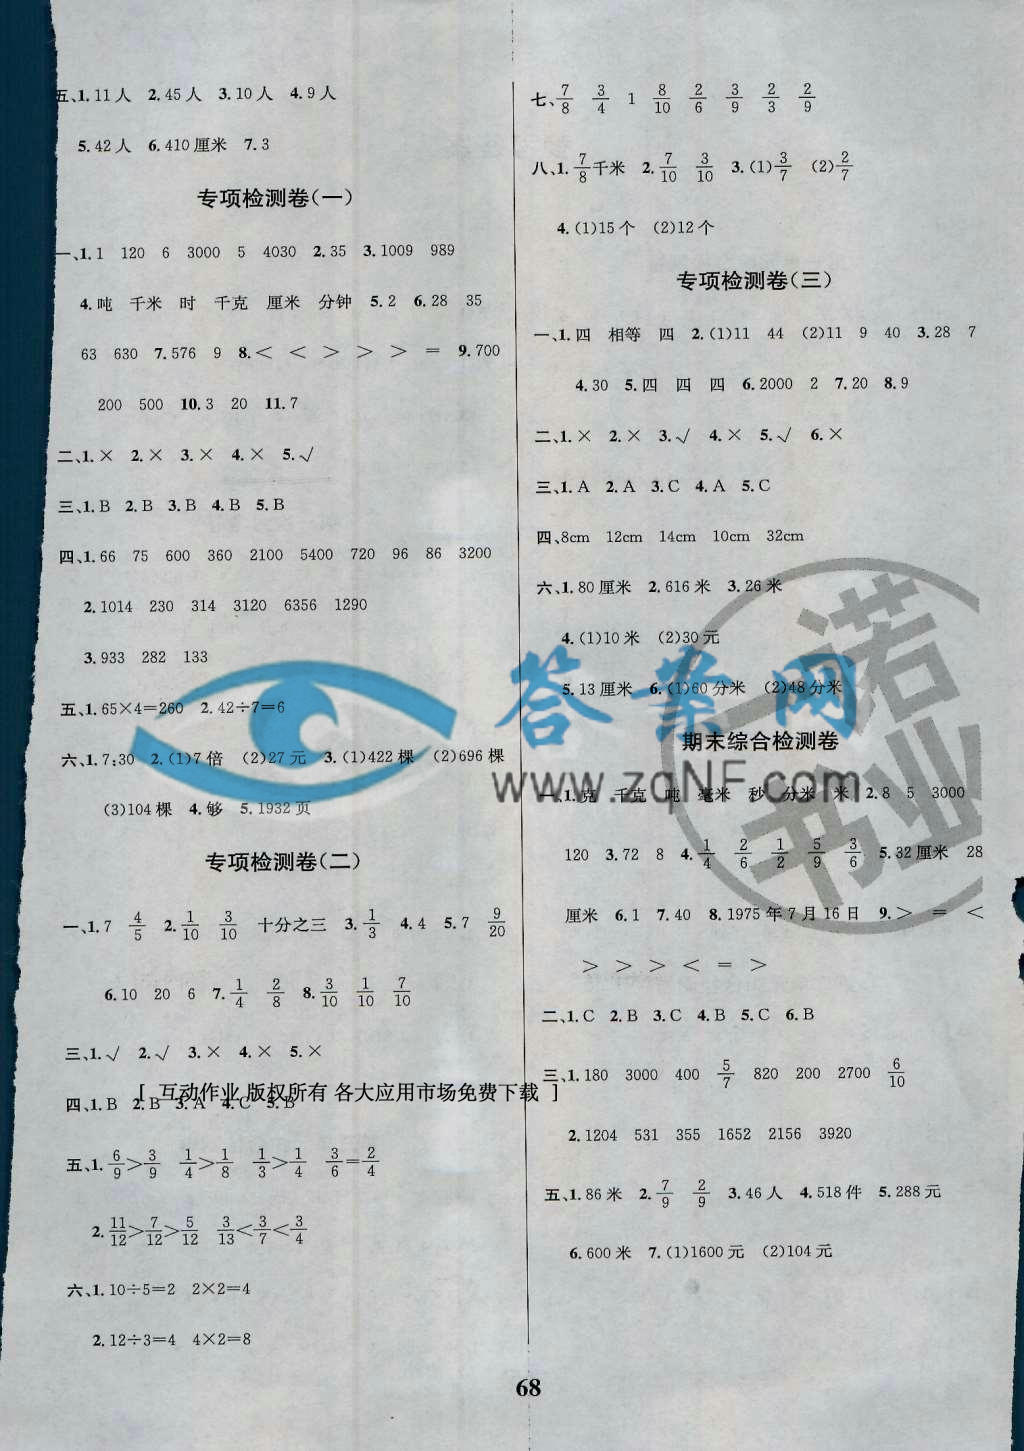 五、1.11人 2.45人 3.10人 4.9人
5.42人 6.410厘米 7.3
专项检测卷(一)
一、1.1 120 6 3000 5 4030 2.35 3.1009 989
4.吨 千米 时 千克 厘米 分钟 5.2 6.28 35
63 630 7.576 9 8.＜ ＜ ＞ ＞ ＞ ＝ 9.700
200 500 10.3 20 11.7
二、1.× 2.× 3.× 4.× 5.√
三、1.B 2.B 3.B 4.B 5.B
四、1.66 75 600 360 2100 5400 720 96 86 3200
2.1014 230 314 3120 6356 1290
3.933 282 133
五、1.65×4=260 2.42÷7=6
六、1.7:30 2.(1)7倍 (2)27元 3.(1)422棵 (2)696棵
(3)104棵 4.够 5.1932页
专项检测卷(二)
一、1.7 4/5 2.1/10 3/10 十分之三 3.1/3 4.4 5.7 9/20
6.10 20 6 7.1/4 2/8 8.3/10 1/10 7/10
三、1.√ 2.√ 3.× 4.× 5.×
[ 互动作业 版权所有 各大应用市场免费下载 ]
四、1.B 2.B 3.A 4.C 5.B
五、1.6/9>3/9 1/4>1/8 1/3>1/4 3/6=2/4
2.11/12>7/12>5/12 3/13<3/7<3/4
六、1.10÷5=2 2×2=4
2.12÷3=4 4×2=8
七、7/8 3/4 1 8/10 2/6 3/9 2/3 2/9
八、1.7/8千米 2.7/10 3/10 3.(1)3/7 (2)2/7
4.(1)15个 (2)12个
专项检测卷(三)
一、1.四 相等 四 2.(1)11 44 (2)11 9 40 3.28 7
4.30 5.四 四 四 6.2000 2 7.20 8.9
二、1.× 2.× 3.√ 4.× 5.√ 6.×
三、1.A 2.A 3.C 4.A 5.C
四、8cm 12cm 14cm 10cm 32cm
六、1.80厘米 2.616米 3.26米
4.(1)10米 (2)30元
5.13厘米 6.(1)60分米 (2)48分米
答案网
www.zqNF.com
一诺
书业
期末综合检测卷
一、1.克 千克 吨 毫米 秒 分米 米 2.8 5 3000
120 3.72 8 4.1/4 2/6 1/2 5/9 3/6 5.32厘米 28
厘米 6.1 7.40 8.1975年7月16日 9.＞ ＝ ＜
＞ ＞ ＞ ＜ ＝ ＞
二、1.C 2.B 3.C 4.B 5.C 6.B
三、1.180 3000 400 5/7 820 200 2700 6/10
2.1204 531 355 1652 2156 3920
五、1.86米 2.7/9 2/9 3.46人 4.518件 5.288元
6.600米 7.(1)1600元 (2)104元
68